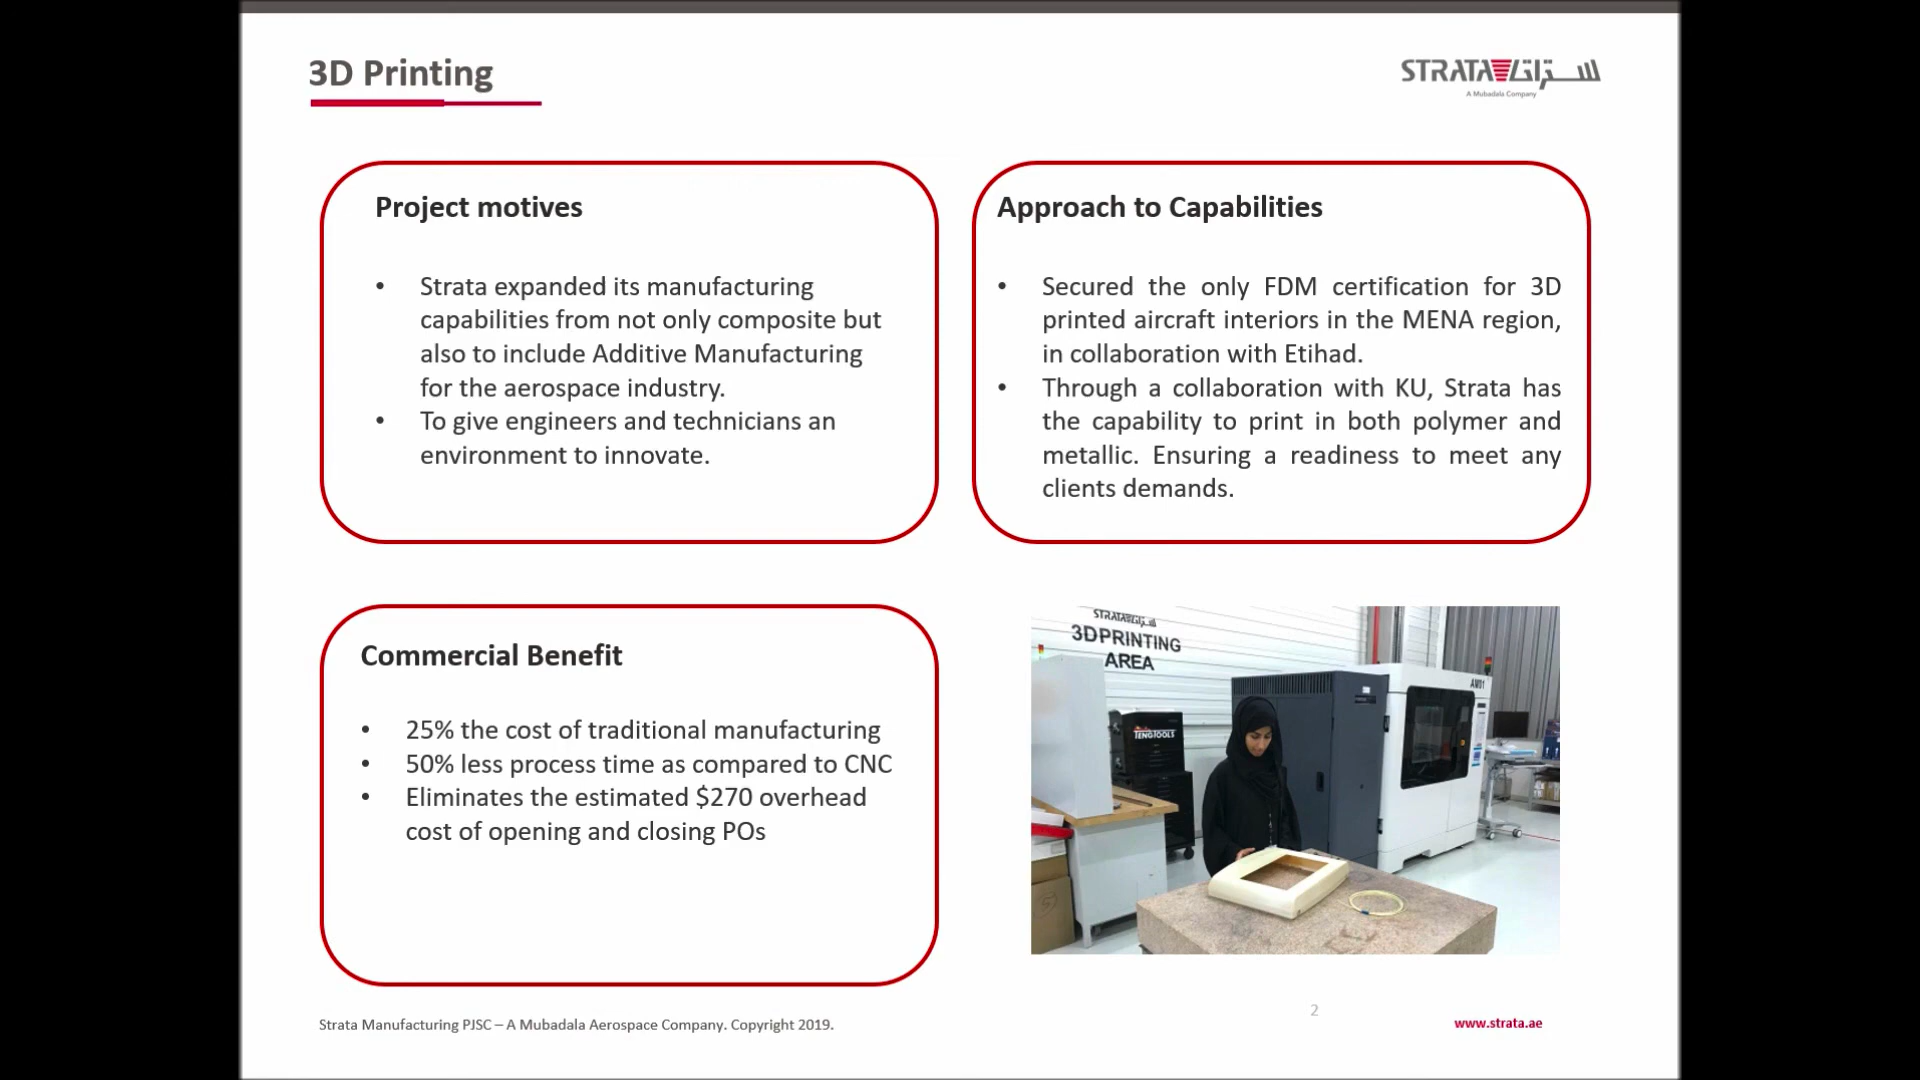 3D Printing
STRATA ستراتا
A Mubadala Company
Project motives
• Strata expanded its manufacturing
capabilities from not only composite but
also to include Additive Manufacturing
for the aerospace industry.
• To give engineers and technicians an
environment to innovate.
Approach to Capabilities
• Secured the only FDM certification for 3D
printed aircraft interiors in the MENA region,
in collaboration with Etihad.
• Through a collaboration with KU, Strata has
the capability to print in both polymer and
metallic. Ensuring a readiness to meet any
clients demands.
Commercial Benefit
• 25% the cost of traditional manufacturing
• 50% less process time as compared to CNC
• Eliminates the estimated $270 overhead
cost of opening and closing POs
STRATA ستراتا
3D PRINTING
AREA
AM01
TENGTOOLS
2
Strata Manufacturing PJSC – A Mubadala Aerospace Company. Copyright 2019.
www.strata.ae